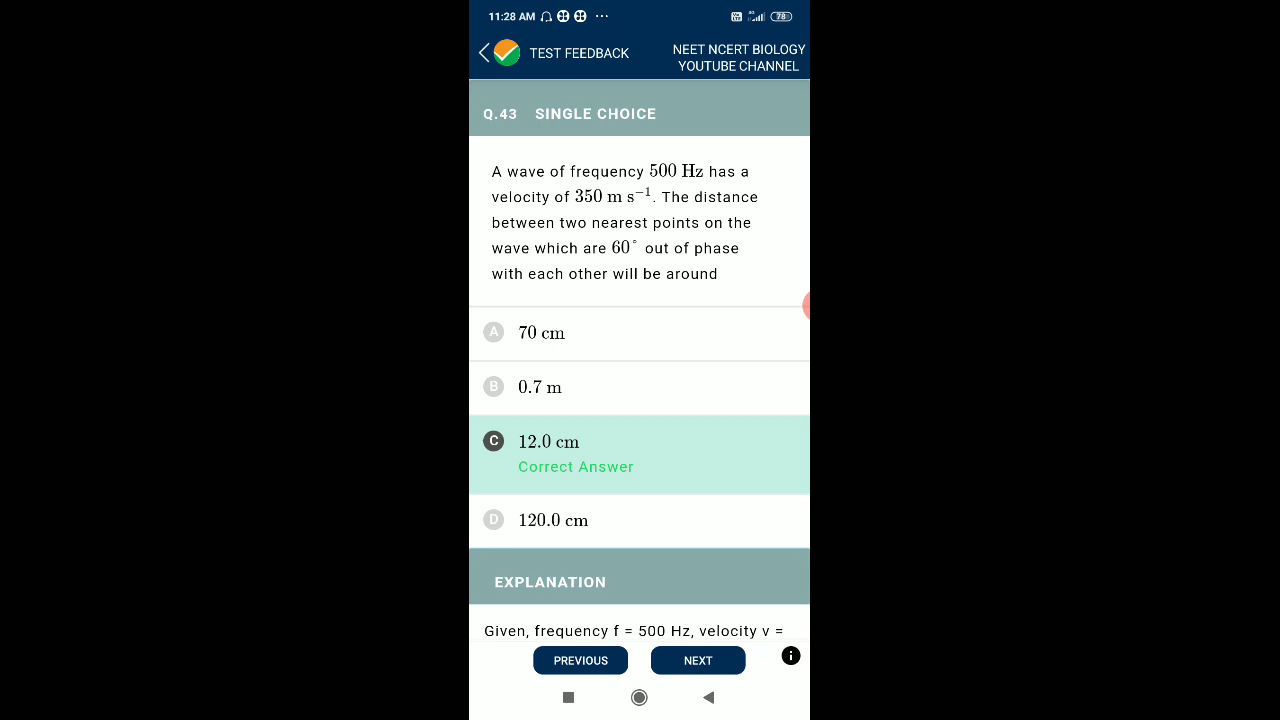 11:28 AM ... 4G 78
TEST FEEDBACK
NEET NCERT BIOLOGY
YOUTUBE CHANNEL
Q.43 SINGLE CHOICE
A wave of frequency 500 Hz has a
velocity of 350 m s⁻¹. The distance
between two nearest points on the
wave which are 60° out of phase
with each other will be around
A 70 cm
B 0.7 m
C 12.0 cm
Correct Answer
D 120.0 cm
EXPLANATION
Given, frequency f = 500 Hz, velocity v =
PREVIOUS NEXT